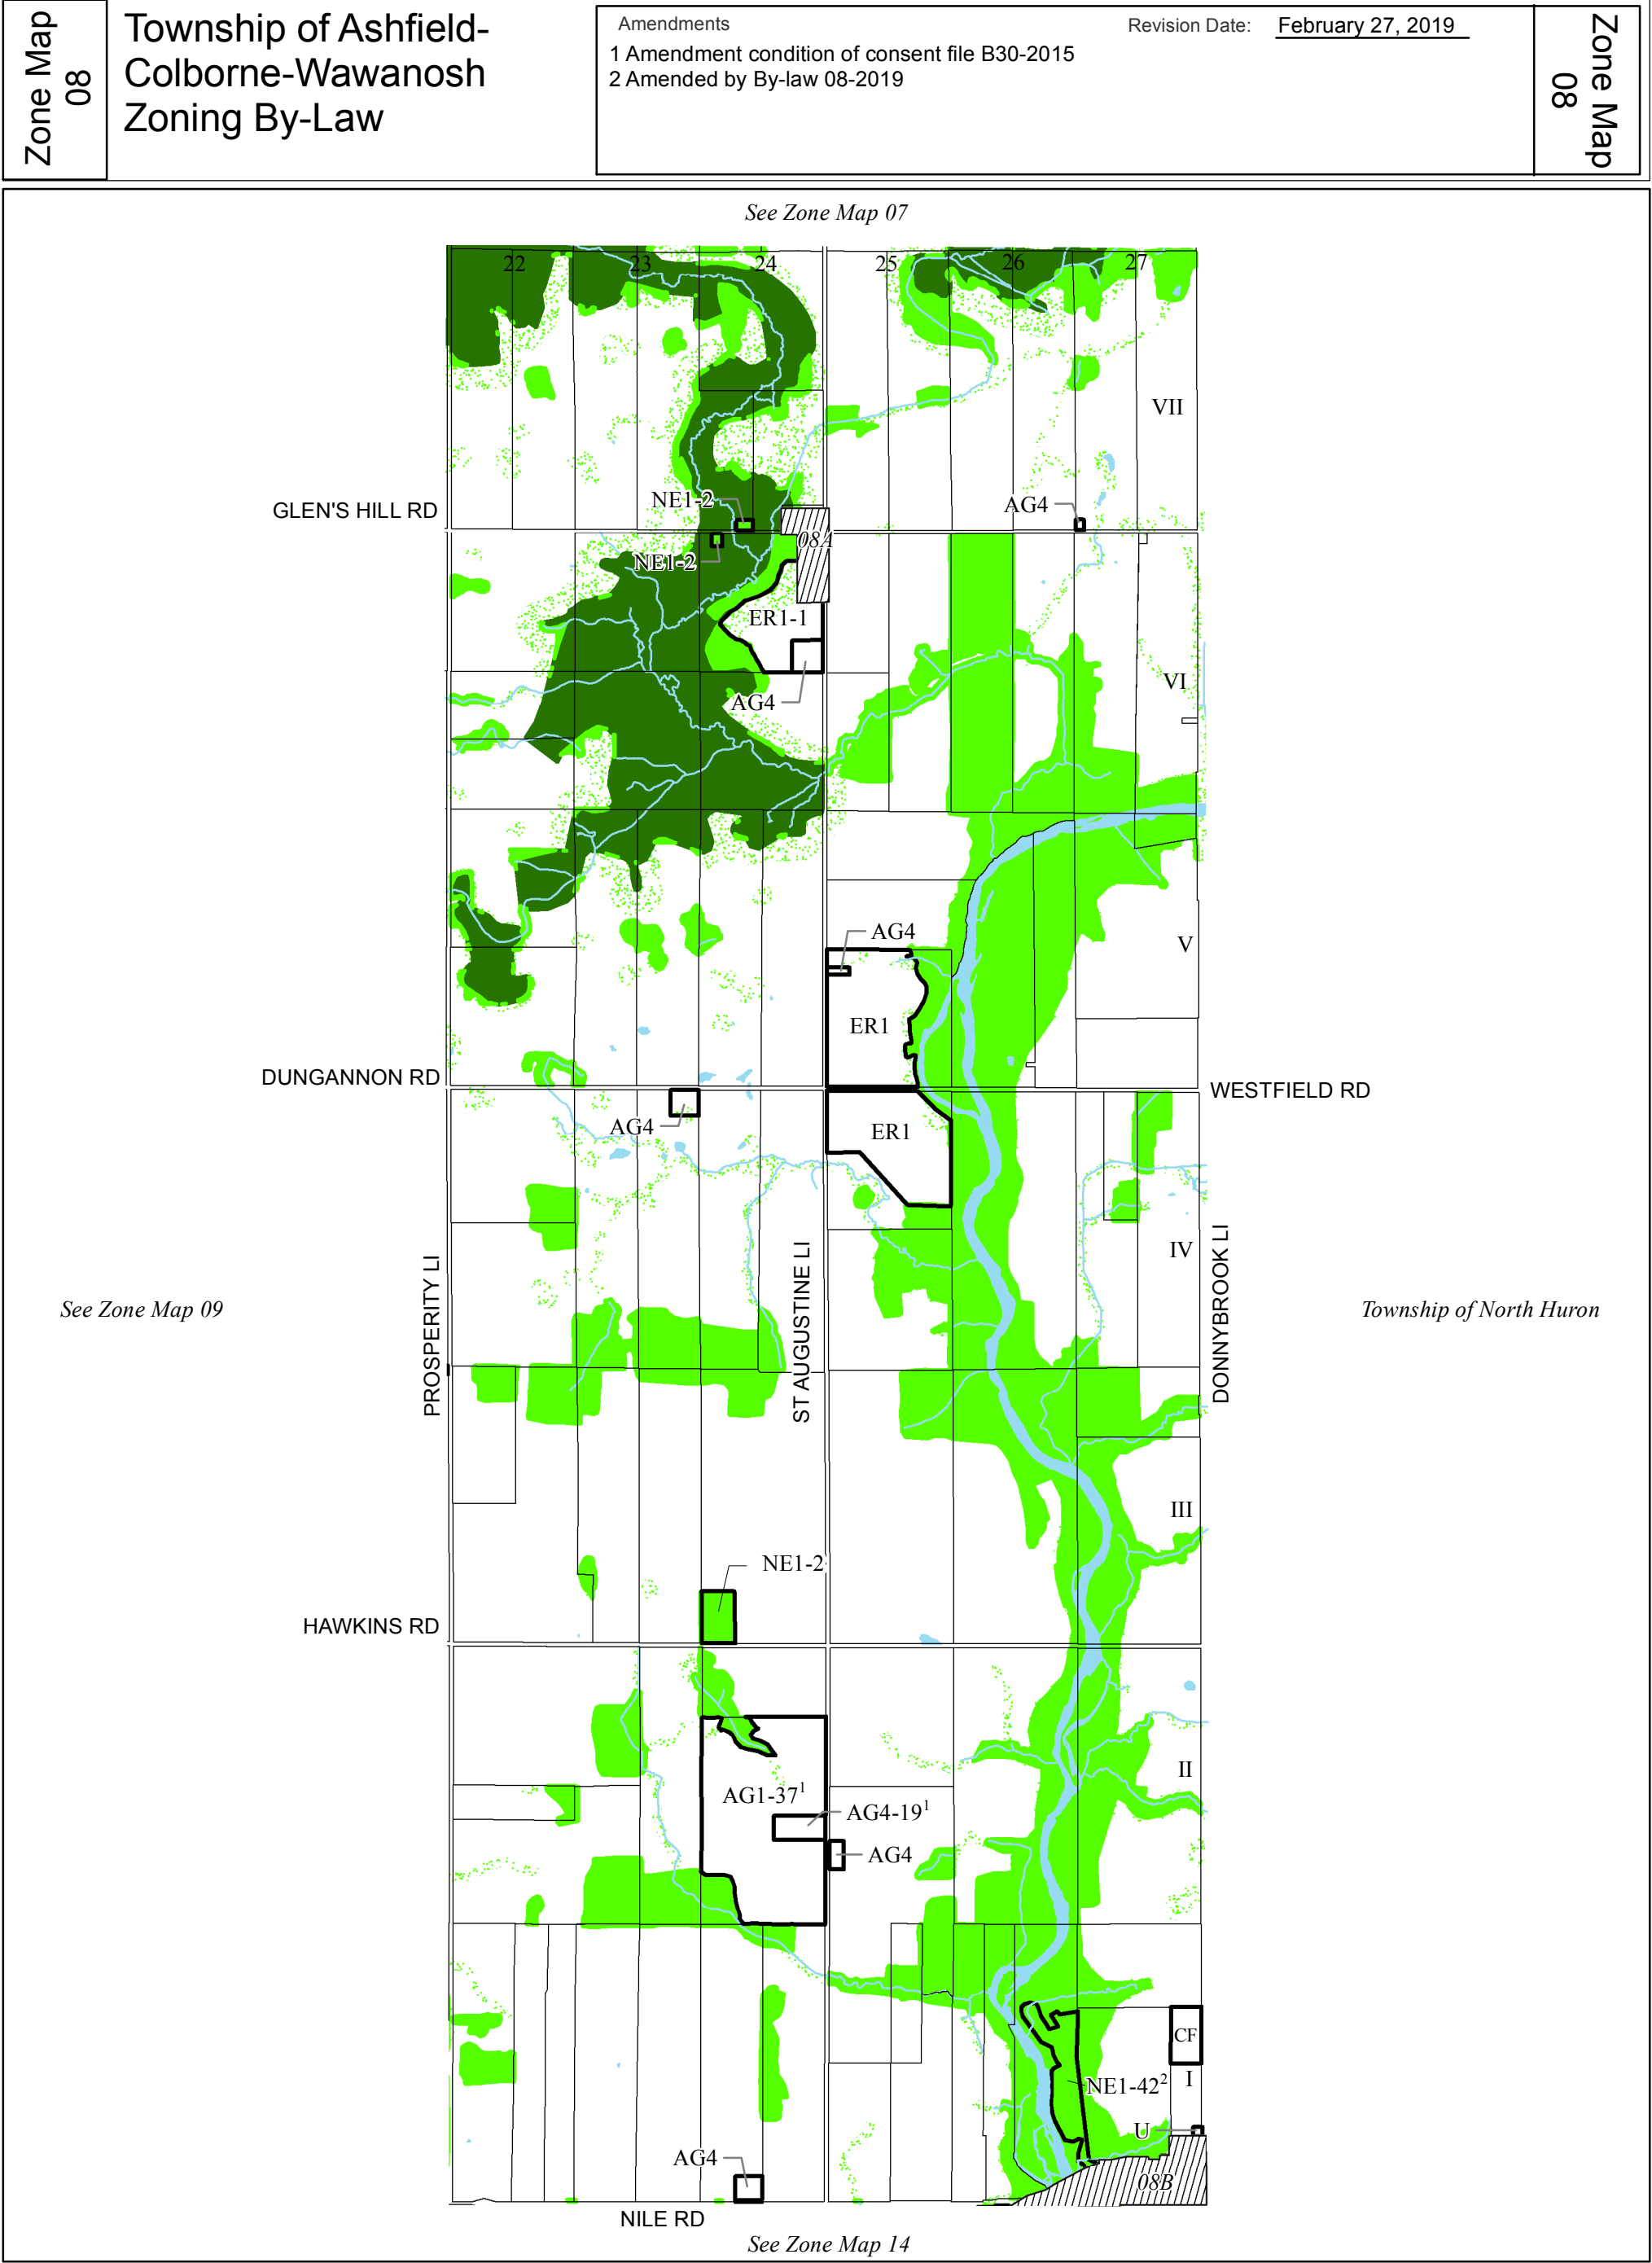 Zone Map
08
Township of Ashfield-
Colborne-Wawanosh
Zoning By-Law
Amendments
Revision Date: February 27, 2019
1 Amendment condition of consent file B30-2015
2 Amended by By-law 08-2019
Zone Map
08
See Zone Map 07
22 23 24 25 26 27
VII
GLEN'S HILL RD
NE1-2
AG4
08A
NE1-2
ER1-1
VI
AG4
AG4
V
ER1
DUNGANNON RD
WESTFIELD RD
AG4
ER1
IV
PROSPERITY LI
ST AUGUSTINE LI
DONNYBROOK LI
See Zone Map 09
Township of North Huron
III
NE1-2
HAWKINS RD
II
AG1-37¹
AG4-19¹
AG4
CF
NE1-42²
I
U
AG4
08B
NILE RD
See Zone Map 14